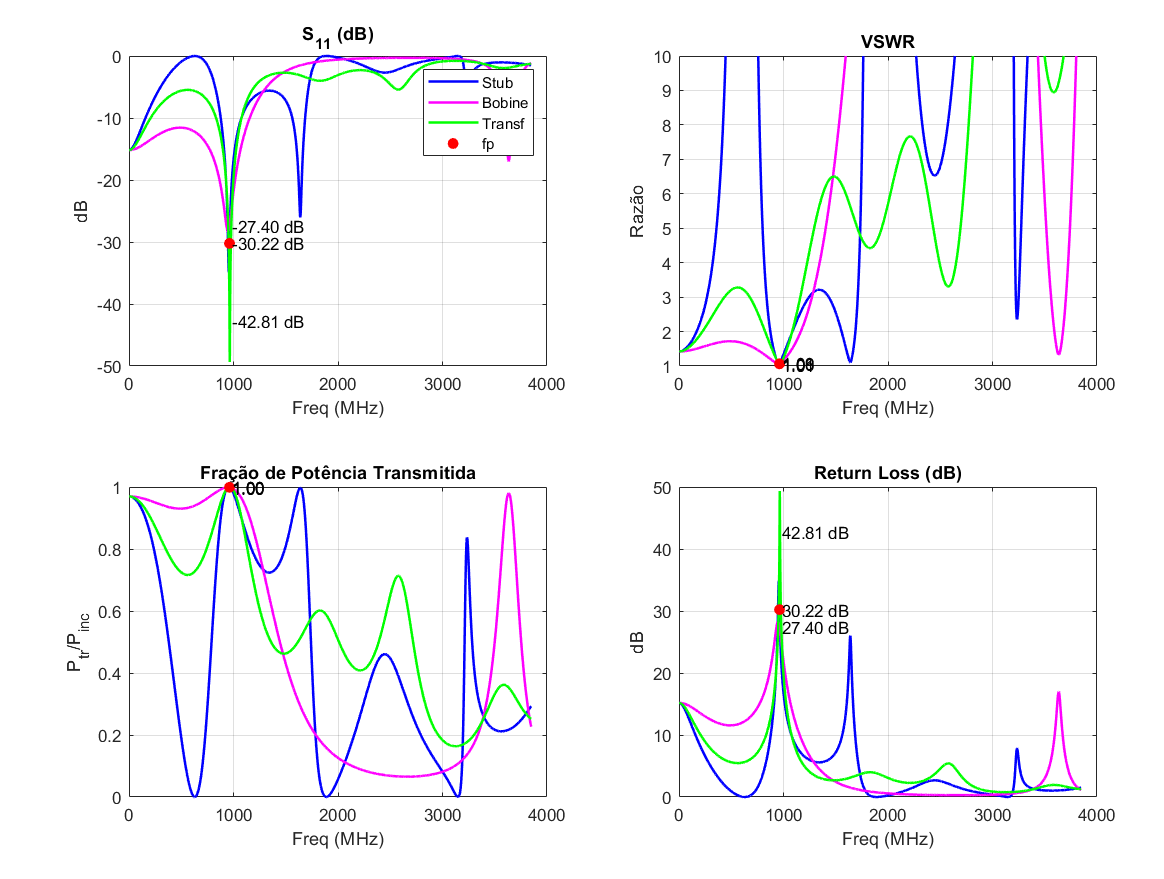 S11 (dB)
0
-10
-20
-30
-40
-50
dB
0
1000
2000
3000
4000
Freq (MHz)
Stub
Bobine
Transf
fp
-27.40 dB
-30.22 dB
-42.81 dB
VSWR
10
9
8
7
6
5
4
3
2
1
Razão
0
1000
2000
3000
4000
Freq (MHz)
Fração de Potência Transmitida
1
0.8
0.6
0.4
0.2
0
Ptr/Pinc
1.00
0
1000
2000
3000
4000
Freq (MHz)
Return Loss (dB)
50
40
30
20
10
0
dB
42.81 dB
30.22 dB
27.40 dB
0
1000
2000
3000
4000
Freq (MHz)